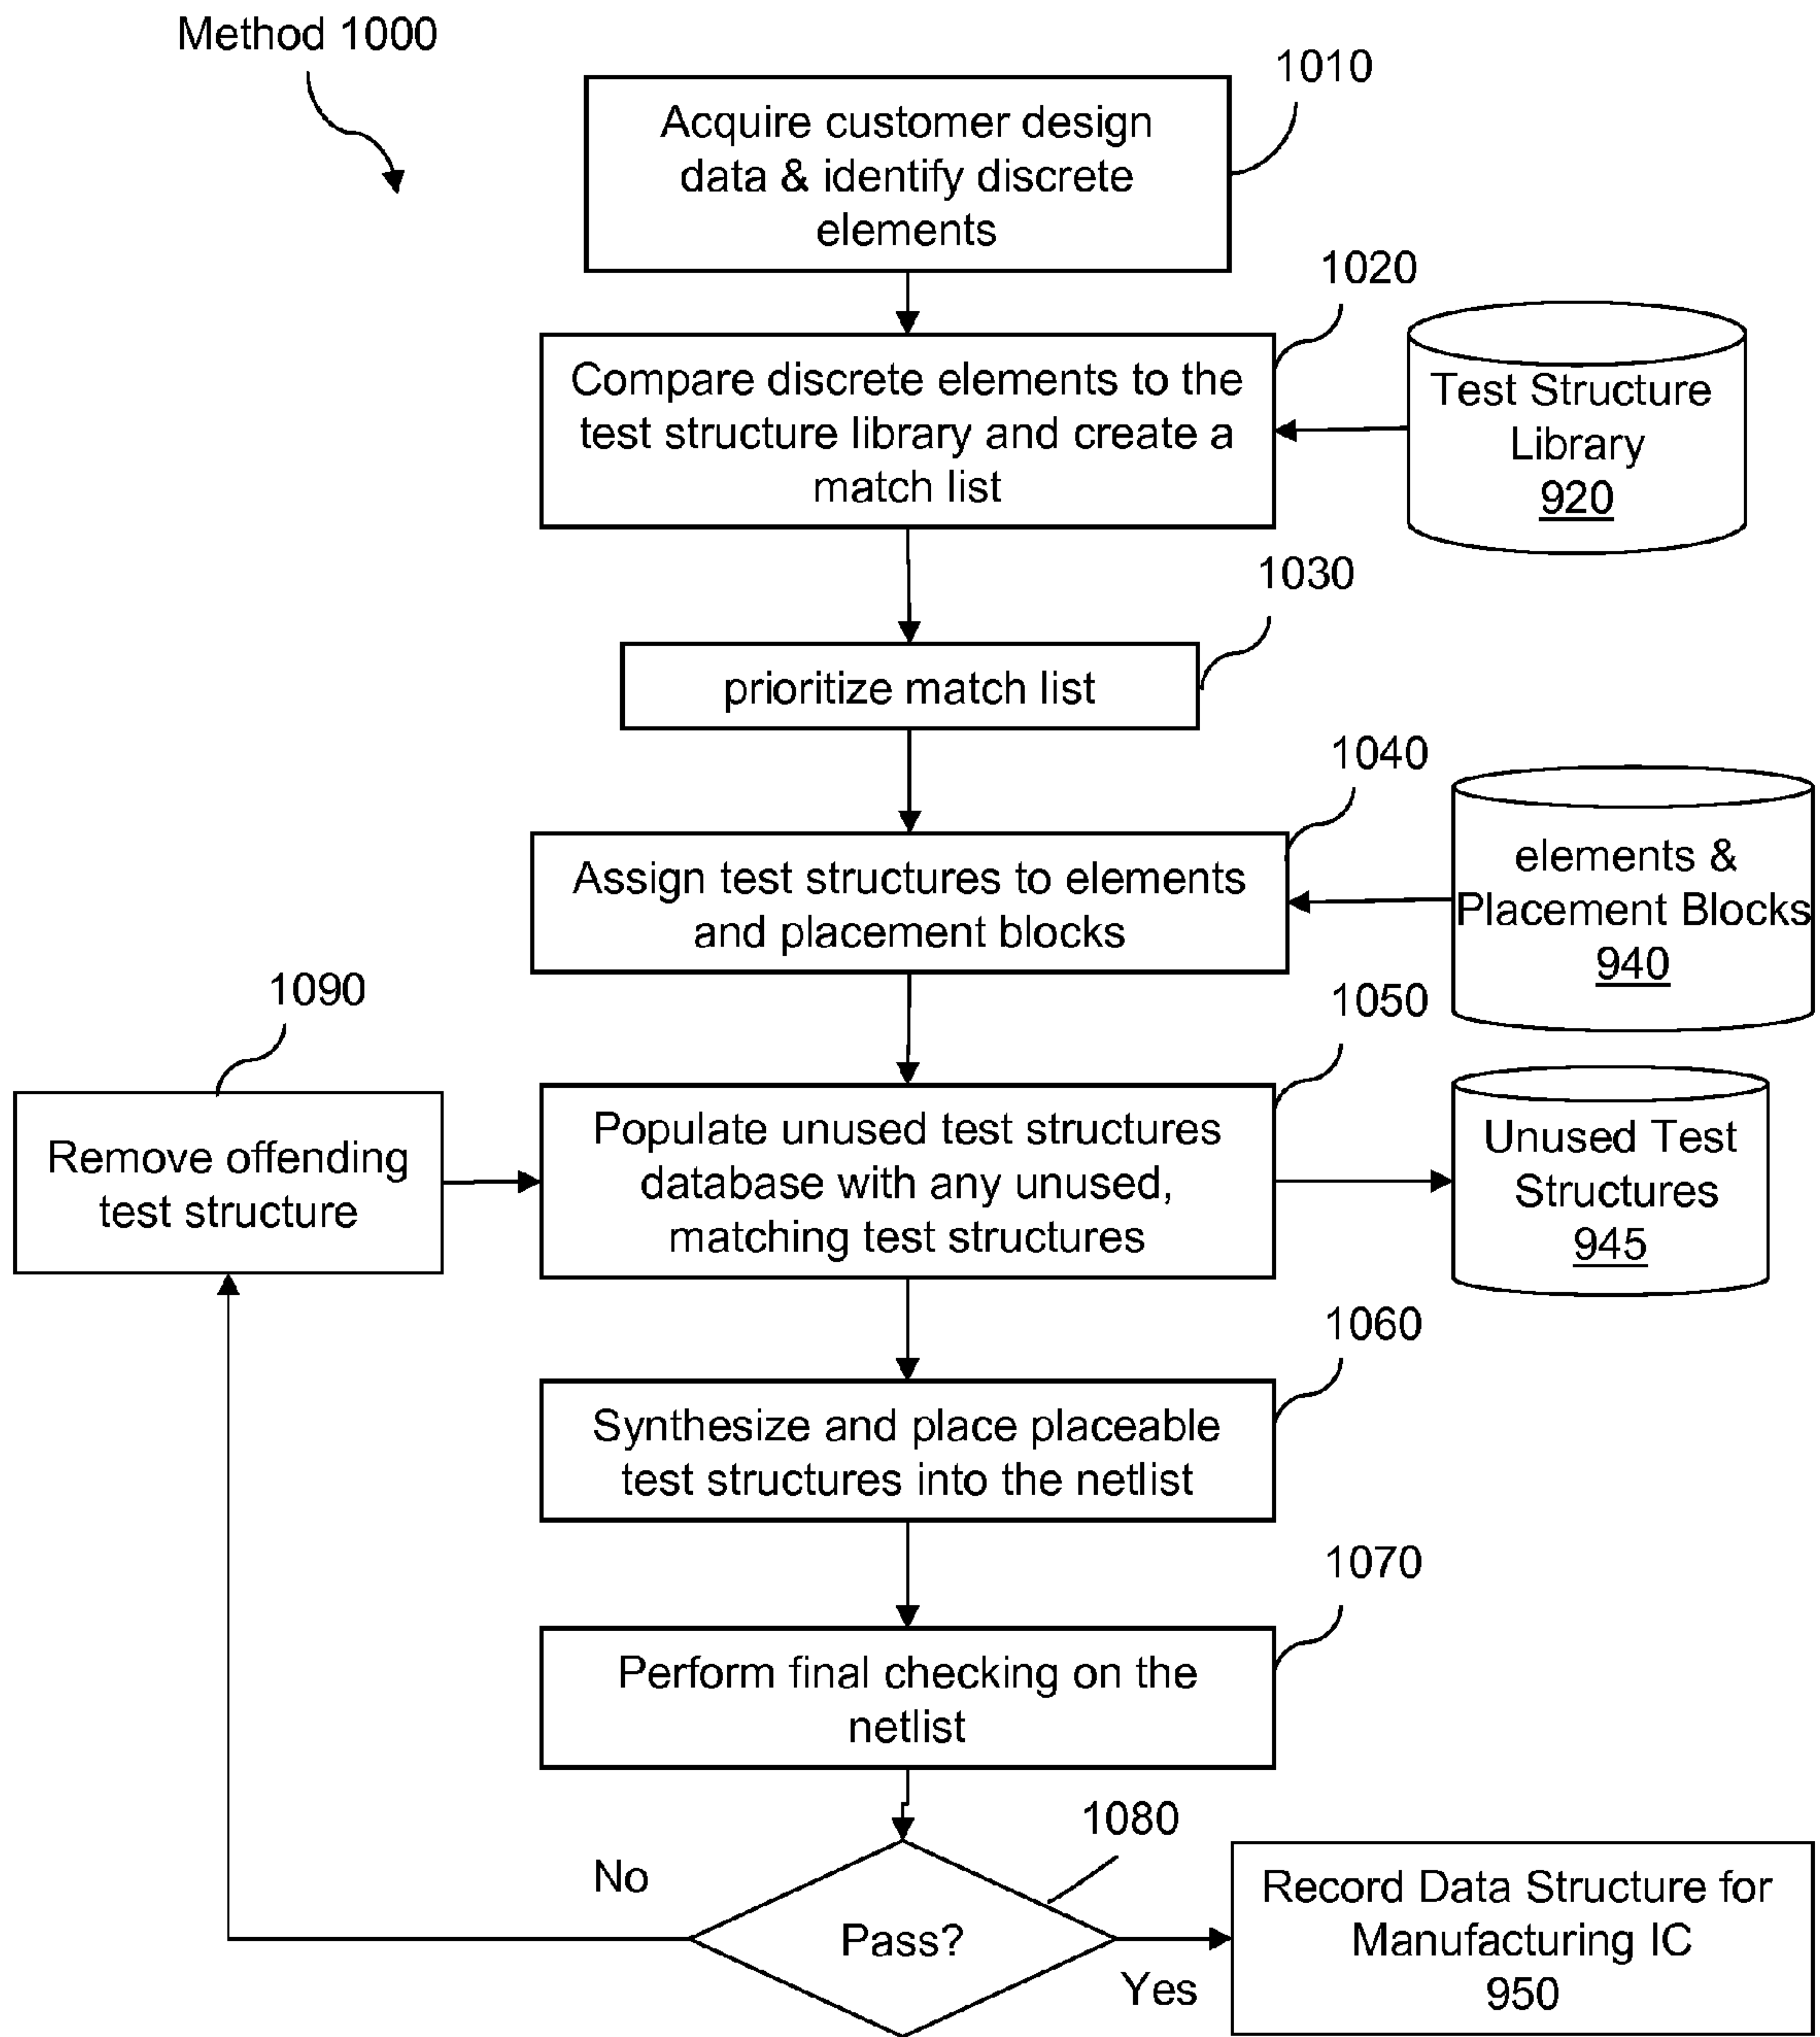 Method 1000
1010
Acquire customer design
data & identify discrete
elements
1020
Compare discrete elements to the
test structure library and create a
match list
Test Structure
Library
920
1030
prioritize match list
1040
Assign test structures to elements
and placement blocks
elements &
Placement Blocks
940
1090
Remove offending
test structure
1050
Populate unused test structures
database with any unused,
matching test structures
Unused Test
Structures
945
1060
Synthesize and place placeable
test structures into the netlist
1070
Perform final checking on the
netlist
1080
No
Pass?
Yes
Record Data Structure for
Manufacturing IC
950